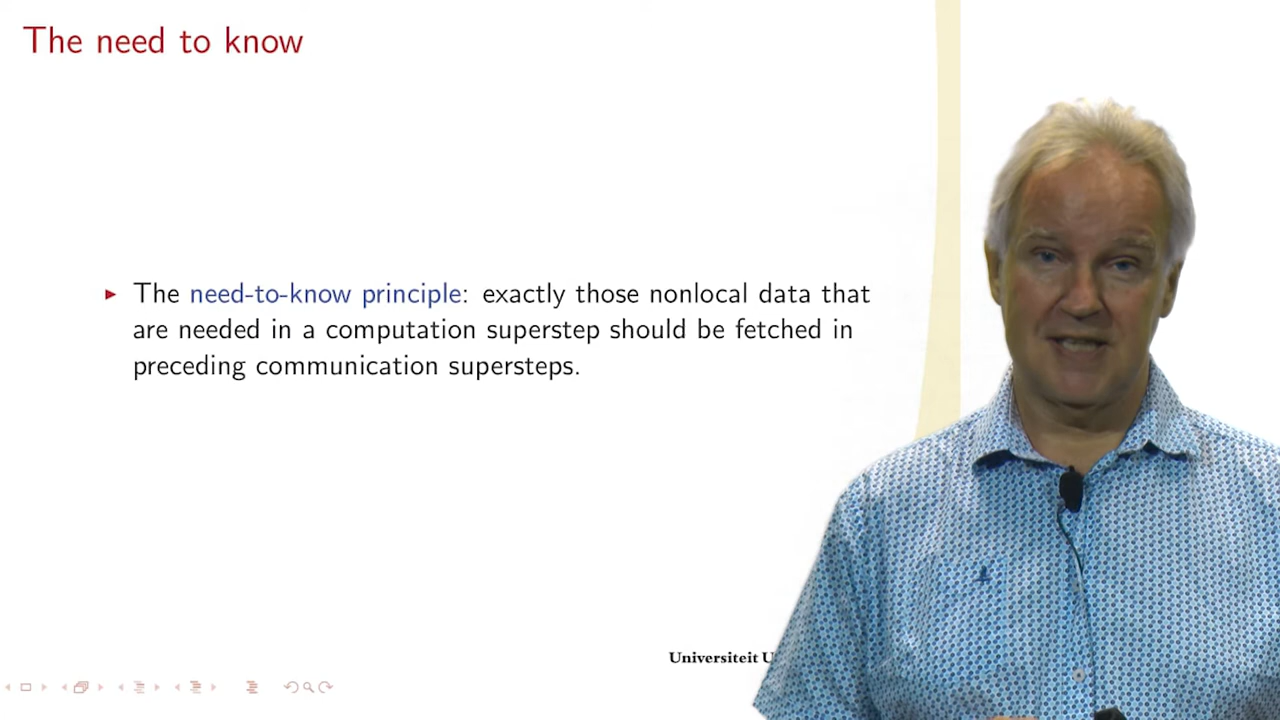 The need to know
The need-to-know principle: exactly those nonlocal data that
are needed in a computation superstep should be fetched in
preceding communication supersteps.
Universiteit U